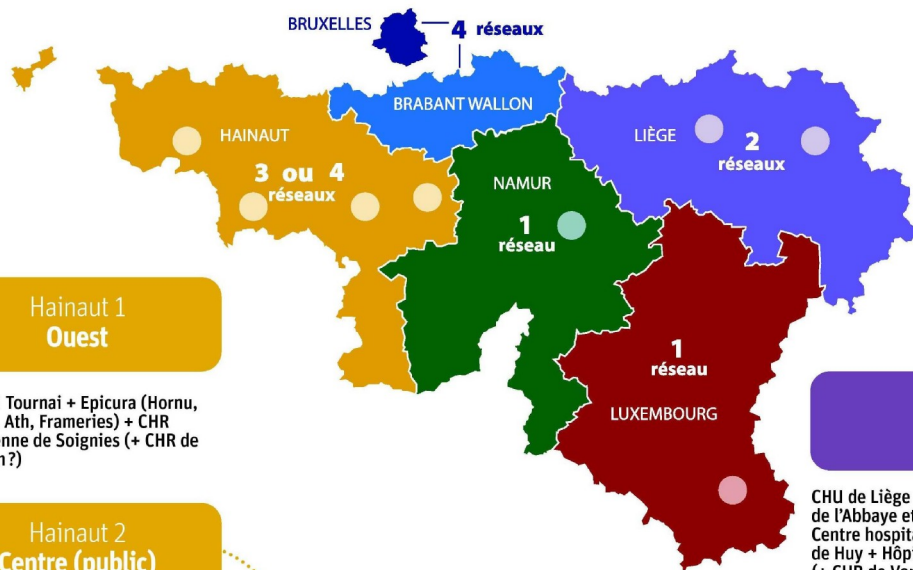 BRUXELLES
4 réseaux
BRABANT WALLON
HAINAUT
3 ou 4
réseaux
LIÈGE
2
réseaux
NAMUR
1
réseau
1
réseau
LUXEMBOURG
Hainaut 1
Ouest
Tournai + Epicura (Hornu,
Ath, Frameries) + CHR
de Soignies (+ CHR de
?)
Hainaut 2
Centre (public)
CHU de Liège
de l'Abbaye et
Centre hospita
de Huy + Hôp